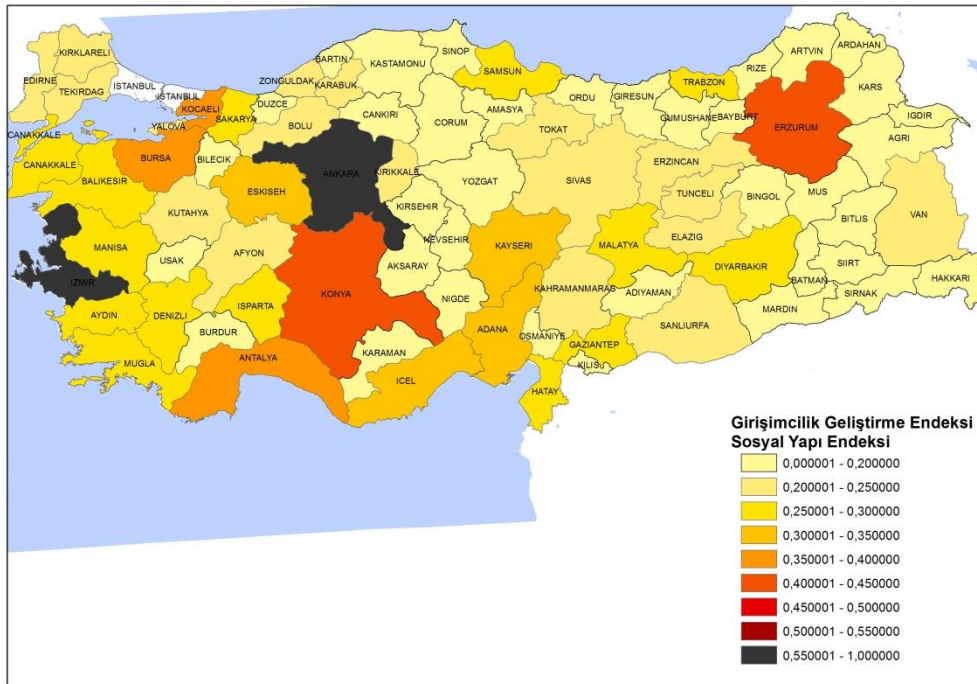 SINOP
ARDAHAN
ARTVIN
KIRKLARELI
BARTIN
KASTAMONU
SAMSUN
TRABZON
RIZE
EDIRNE
ISTANBUL
ISTANBUL
ZONGULDAK
KARABUK
KARS
TEKIRDAG
KOCAELI
DUZCE
CANKIRI
AMASYA
ORDU
GIRESUN
GUMUSHANE
BAYBURT
IGDIR
YALOVA
SAKARYA
BOLU
CORUM
TOKAT
ERZURUM
AGRI
CANAKKALE
CANAKKALE
BURSA
BILECIK
ANKARA
KIRIKKALE
ERZINCAN
BALIKESIR
ESKISEH
YOZGAT
SIVAS
TUNCELI
BINGOL
MUS
KUTAHYA
KIRSEHIR
BITLIS
VAN
MANISA
USAK
AFYON
NEVSEHIR
KAYSERI
MALATYA
ELAZIG
IZMIR
AKSARAY
DIYARBAKIR
SIIRT
HAKKARI
AYDIN
DENIZLI
ISPARTA
KONYA
NIGDE
KAHRAMANMARAS
ADIYAMAN
BATMAN
SIRNAK
MARDIN
BURDUR
ADANA
OSMANIYE
GAZIANTEP
SANLIURFA
MUGLA
ANTALYA
KARAMAN
ICEL
KILIS
HATAY
Girişimcilik Geliştirme Endeksi
Sosyal Yapı Endeksi
0,000001 - 0,200000
0,200001 - 0,250000
0,250001 - 0,300000
0,300001 - 0,350000
0,350001 - 0,400000
0,400001 - 0,450000
0,450001 - 0,500000
0,500001 - 0,550000
0,550001 - 1,000000